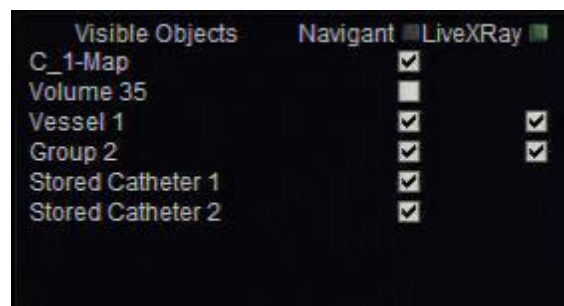 Visible Objects Navigant LiveXRay
C_1-Map
Volume 35
Vessel 1
Group 2
Stored Catheter 1
Stored Catheter 2